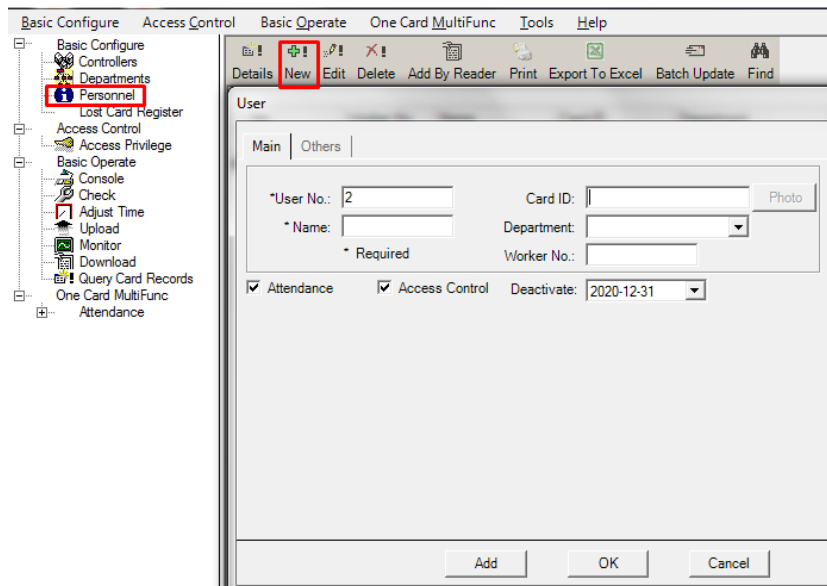 Basic Configure Access Control Basic Operate One Card MultiFunc Tools Help
Basic Configure
Controllers
Departments
Personnel
Lost Card Register
Access Control
Access Privilege
Basic Operate
Console
Check
Adjust Time
Upload
Monitor
Download
Query Card Records
One Card MultiFunc
Attendance
Details New Edit Delete Add By Reader Print Export To Excel Batch Update Find
User
Main Others
*User No.: 2 Card ID: Photo
* Name: Department:
* Required Worker No.:
Attendance Access Control Deactivate: 2020-12-31
Add OK Cancel